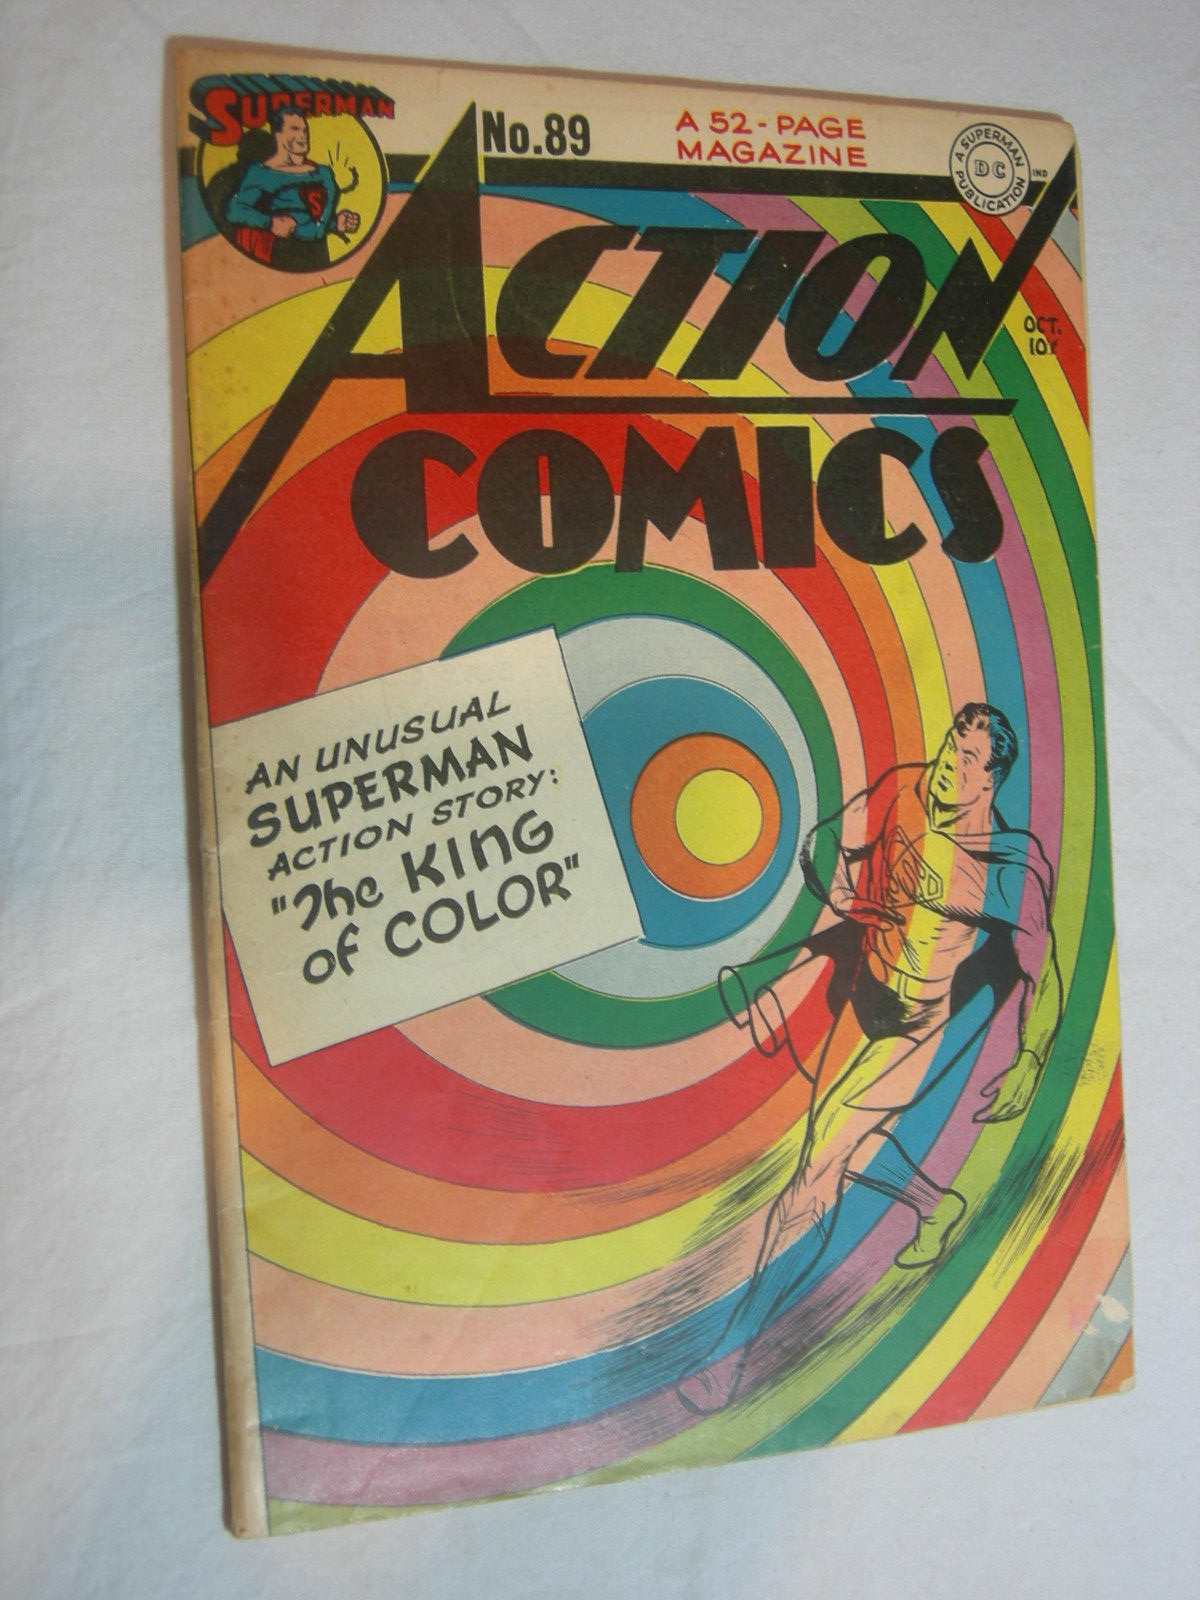 SUPERMAN
No.89
A 52-PAGE
MAGAZINE
A SUPERMAN
DC
PUBLICATION
IND
ACTION
COMICS
OCT.
10¢
S
AN UNUSUAL
SUPERMAN
ACTION STORY:
"The KING
of COLOR"